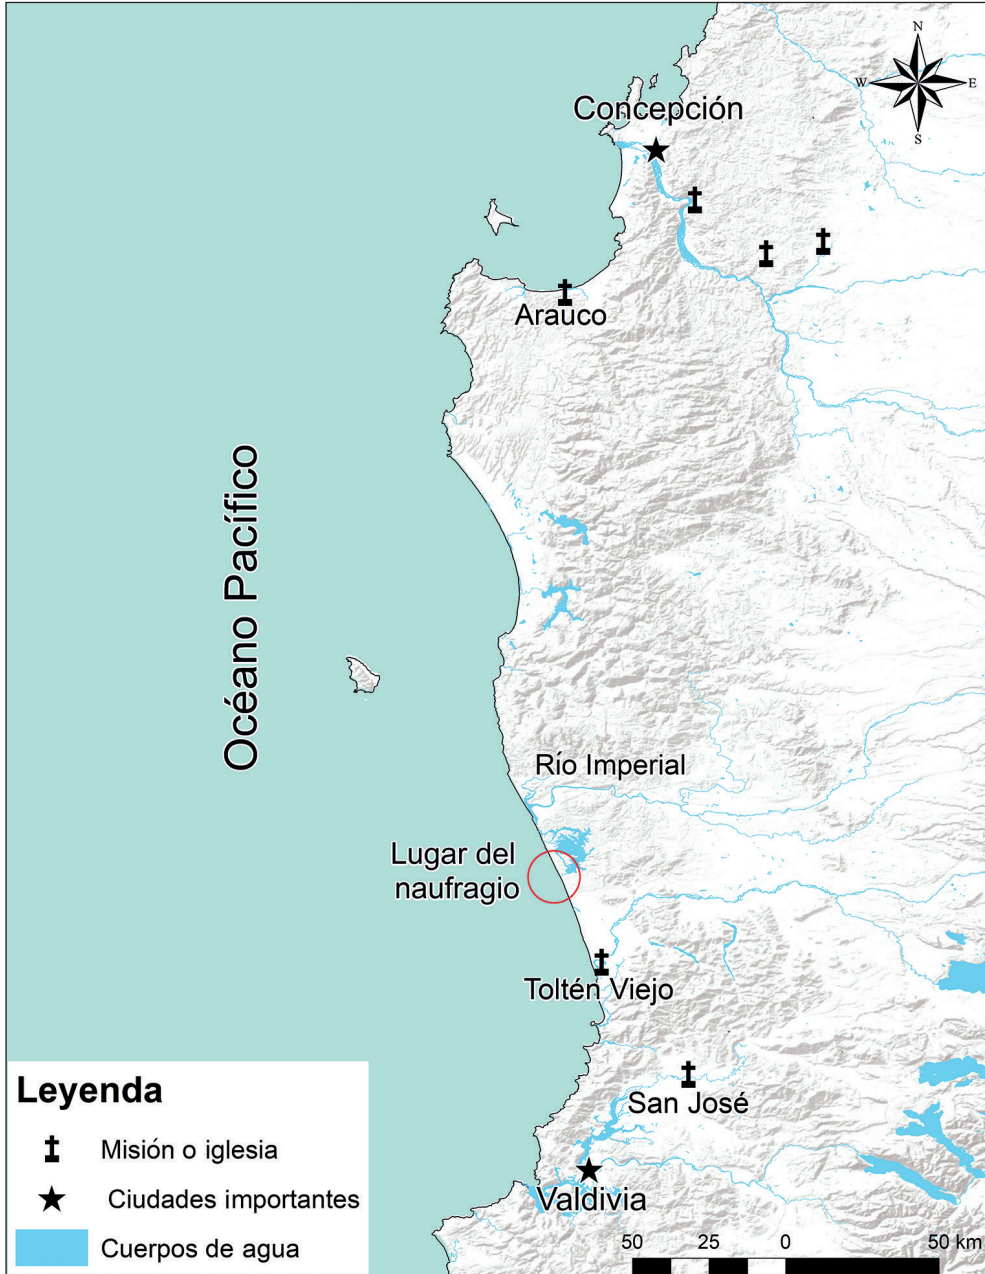 N
W
E
S
Concepción
Arauco
Océano Pacífico
Río Imperial
Lugar del
naufragio
Toltén Viejo
San José
Valdivia
Leyenda
Misión o iglesia
Ciudades importantes
Cuerpos de agua
50 25 0 50 km